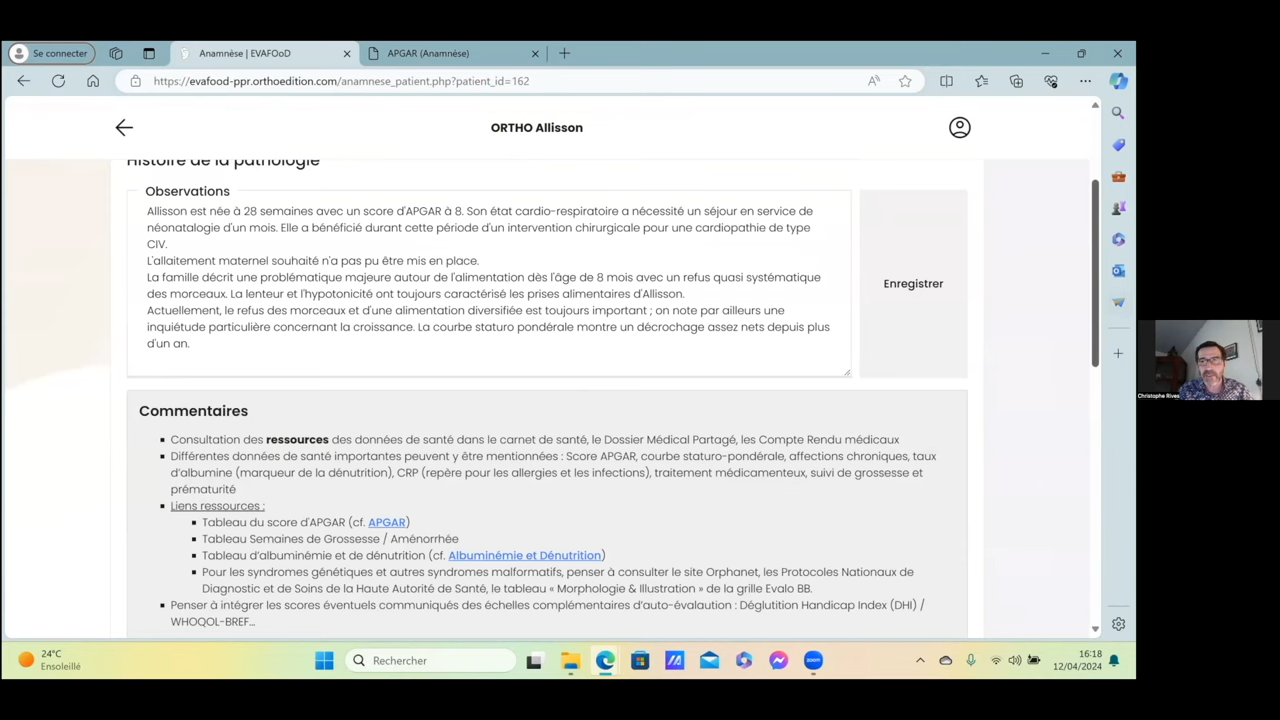 Se connecter
Anamnèse | EVAFOoD
APGAR (Anamnèse)
https://evafood-ppr.orthoedition.com/anamnese_patient.php?patient_id=162
ORTHO Allisson
Histoire de la pathologie
Observations
Allisson est née à 28 semaines avec un score d'APGAR à 8. Son état cardio-respiratoire a nécessité un séjour en service de
néonatalogie d'un mois. Elle a bénéficié durant cette période d'un intervention chirurgicale pour une cardiopathie de type
CIV.
L'allaitement maternel souhaité n'a pas pu être mis en place.
La famille décrit une problématique majeure autour de l'alimentation dès l'âge de 8 mois avec un refus quasi systématique
des morceaux. La lenteur et l'hypotonicité ont toujours caractérisé les prises alimentaires d'Allisson.
Actuellement, le refus des morceaux et d'une alimentation diversifiée est toujours important ; on note par ailleurs une
inquiétude particulière concernant la croissance. La courbe staturo pondérale montre un décrochage assez nets depuis plus
d'un an.
Enregistrer
Commentaires
Consultation des ressources des données de santé dans le carnet de santé, le Dossier Médical Partagé, les Compte Rendu médicaux
Différentes données de santé importantes peuvent y être mentionnées : Score APGAR, courbe staturo-pondérale, affections chroniques, taux
d'albumine (marqueur de la dénutrition), CRP (repère pour les allergies et les infections), traitement médicamenteux, suivi de grossesse et
prématurité
Liens ressources :
Tableau du score d'APGAR (cf. APGAR)
Tableau Semaines de Grossesse / Aménorrhée
Tableau d'albuminémie et de dénutrition (cf. Albuminémie et Dénutrition)
Pour les syndromes génétiques et autres syndromes malformatifs, penser à consulter le site Orphanet, les Protocoles Nationaux de
Diagnostic et de Soins de la Haute Autorité de Santé, le tableau « Morphologie & Illustration » de la grille Evalo BB.
Penser à intégrer les scores éventuels communiqués des échelles complémentaires d'auto-évalaution : Déglutition Handicap Index (DHI) /
WHOQOL-BREF...
Christophe Rives
24°C
Ensoleillé
Rechercher
zoom
16:18
12/04/2024